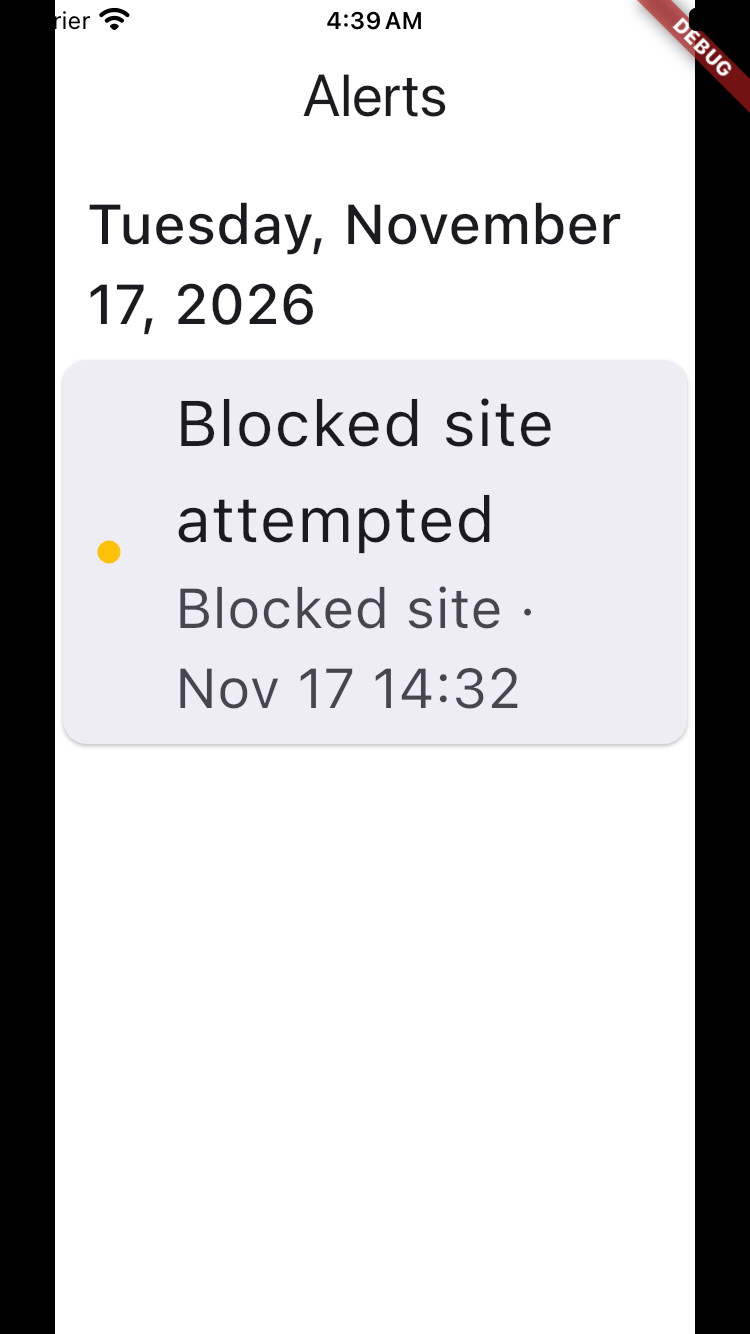 rier
4:39 AM
DEBUG
Alerts
Tuesday, November
17, 2026
Blocked site
attempted
Blocked site ·
Nov 17 14:32